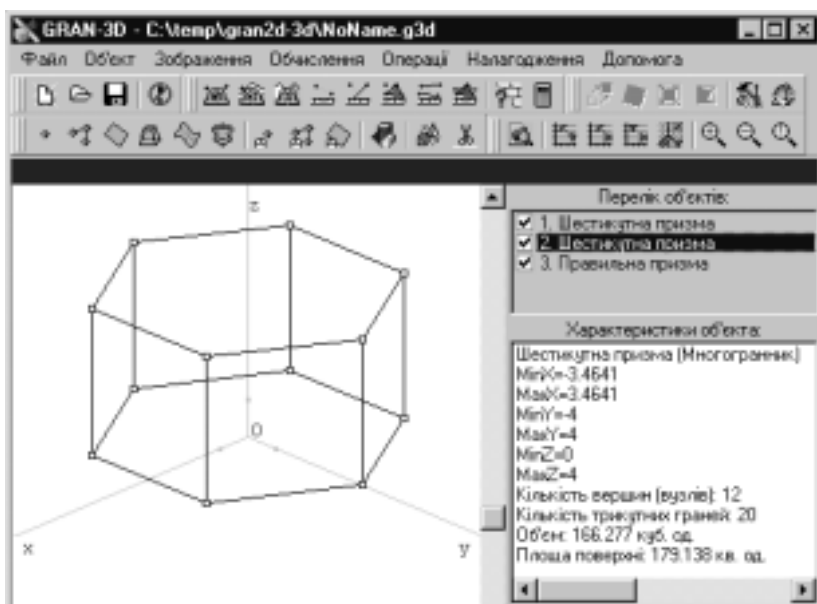 GRAN-3D - C:\temp\gran2d-3d\NoName.g3d
Файл Об'єкт Зображення Обчислення Операції Налагодження Допомога
Перелік об'єктів:
1. Шестикутна призма
2. Шестикутна призма
3. Правильна призма
z
0
x
y
Характеристики об'єкта:
Шестикутна призма (Многогранник)
MinX=-3.4641
MaxX=3.4641
MinY=-4
MaxY=4
MinZ=0
MaxZ=4
Кількість вершин (вузлів): 12
Кількість трикутних граней: 20
Об'єм: 166.277 куб. од.
Площа поверхні: 179.138 кв. од.